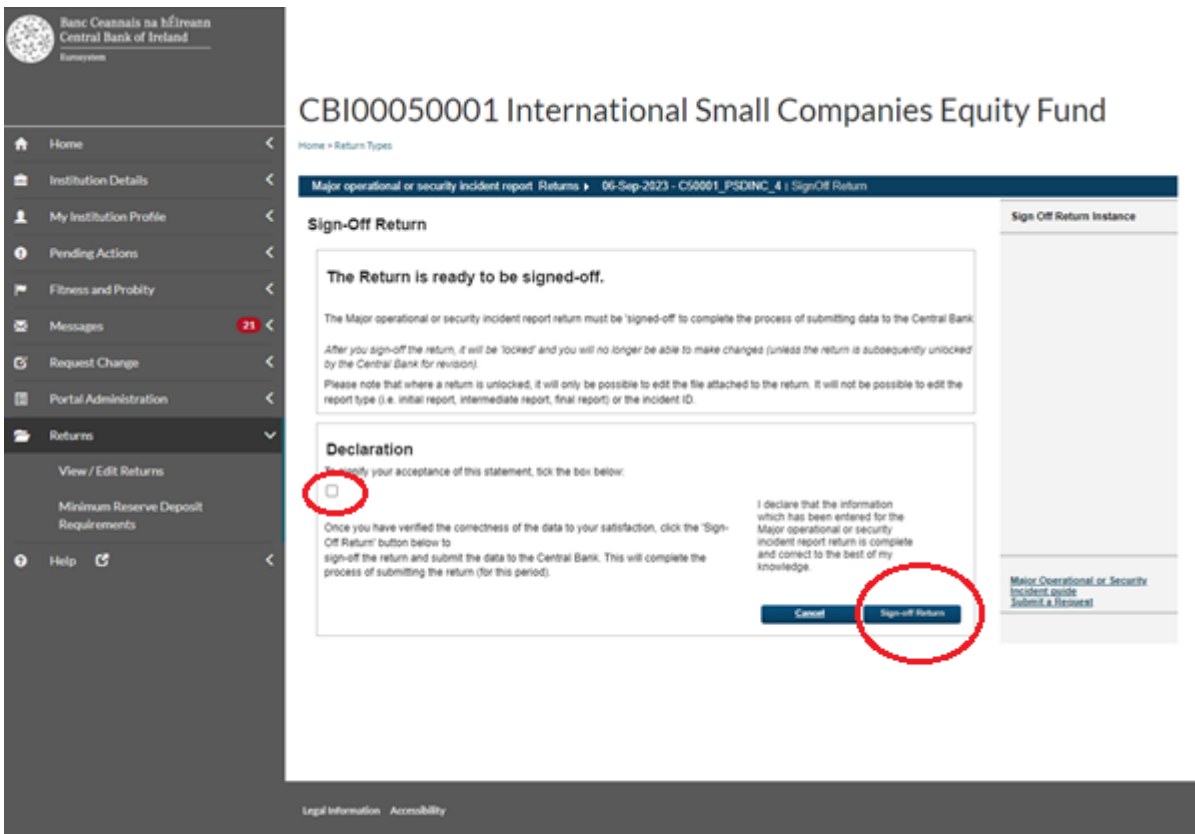 Banc Ceannais na hÉireann
Central Bank of Ireland
Eurosystem
CBI00050001 International Small Companies Equity Fund
Home > Return Types
Home
Institution Details
My Institution Profile
Pending Actions
Fitness and Probity
Messages 21
Request Change
Portal Administration
Returns
View / Edit Returns
Minimum Reserve Deposit
Requirements
Help
Major operational or security incident report Returns 06-Sep-2023 - C50001_PSDINC_4 | SignOff Return
Sign-Off Return
The Return is ready to be signed-off.
The Major operational or security incident report return must be 'signed-off' to complete the process of submitting data to the Central Bank
After you sign-off the return, it will be 'locked' and you will no longer be able to make changes (unless the return is subsequently unlocked
by the Central Bank for revision).
Please note that where a return is unlocked, it will only be possible to edit the file attached to the return. It will not be possible to edit the
report type (i.e. initial report, intermediate report, final report) or the incident ID.
Declaration
To signify your acceptance of this statement, tick the box below:
Once you have verified the correctness of the data to your satisfaction, click the 'Sign-
Off Return' button below to
sign-off the return and submit the data to the Central Bank. This will complete the
process of submitting the return (for this period).
I declare that the information
which has been entered for the
Major operational or security
incident report return is complete
and correct to the best of my
knowledge.
Cancel Sign-off Return
Sign Off Return Instance
Major Operational or Security
Incident guide
Submit a Request
Legal Information Accessibility